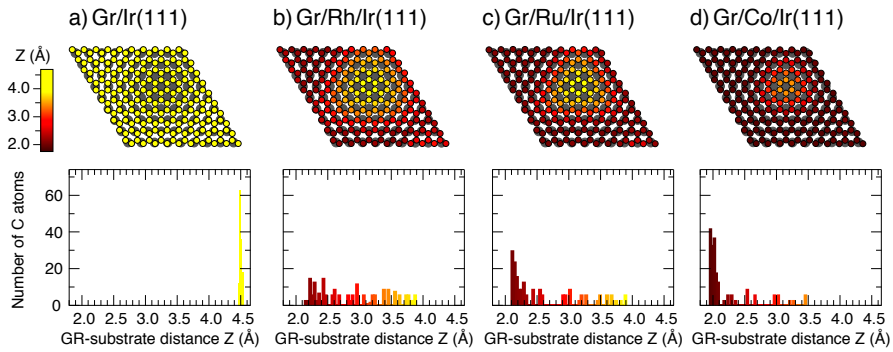 a) Gr/Ir(111)
b) Gr/Rh/Ir(111)
c) Gr/Ru/Ir(111)
d) Gr/Co/Ir(111)
Z (Å)
4.0
3.0
2.0
Number of C atoms
60
40
20
0
2.0 2.5 3.0 3.5 4.0 4.5
2.0 2.5 3.0 3.5 4.0 4.5
2.0 2.5 3.0 3.5 4.0 4.5
2.0 2.5 3.0 3.5 4.0 4.5
GR-substrate distance Z (Å)
GR-substrate distance Z (Å)
GR-substrate distance Z (Å)
GR-substrate distance Z (Å)